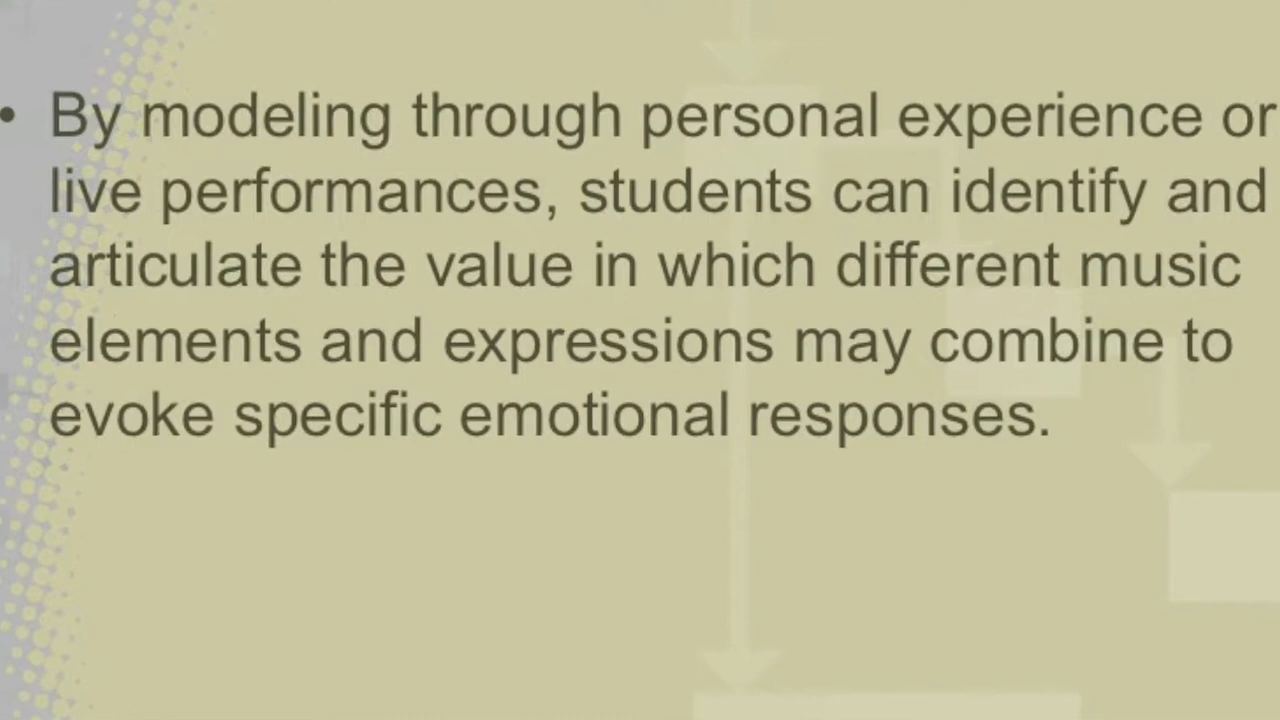 • By modeling through personal experience or
live performances, students can identify and
articulate the value in which different music
elements and expressions may combine to
evoke specific emotional responses.